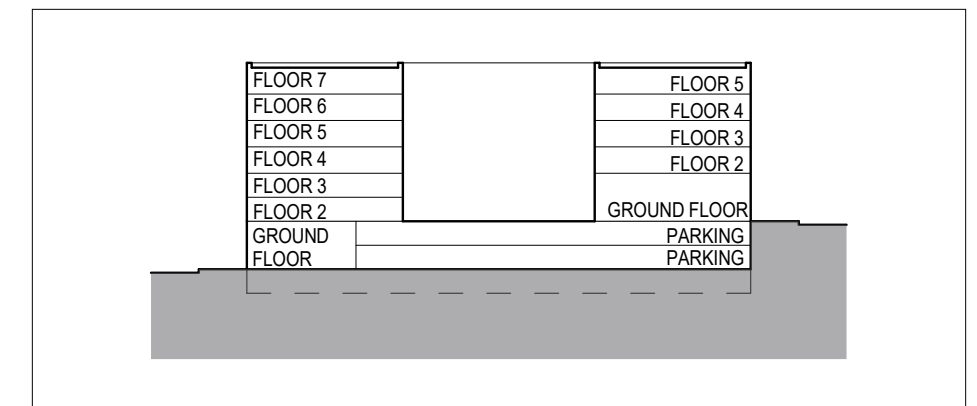 FLOOR 7
FLOOR 6
FLOOR 5
FLOOR 4
FLOOR 3
FLOOR 2
GROUND
FLOOR
FLOOR 5
FLOOR 4
FLOOR 3
FLOOR 2
GROUND FLOOR
PARKING
PARKING